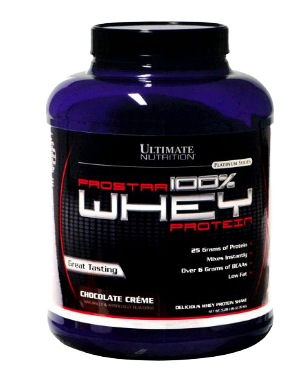 ULTIMATE
NUTRITION
PLATINUM SERIES
PROSTAR 100%
WHEY
PROTEIN
25 Grams of Protein
Mixes Instantly
Over 6 Grams of BCAAs
Low Fat
Great Tasting
CHOCOLATE CRÉME
DELICIOUS WHEY PROTEIN SHAKE